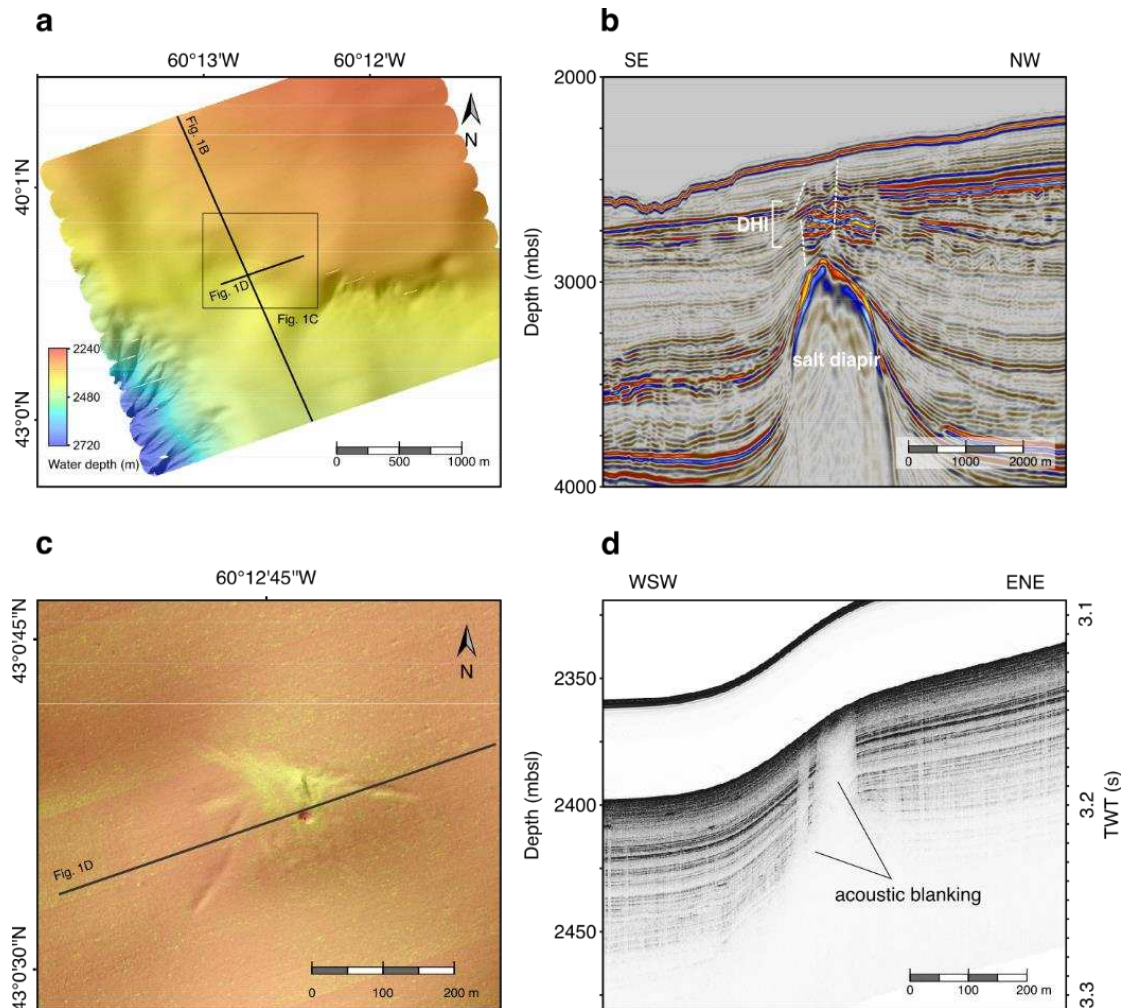 a
60°13'W 60°12'W
40°1'N
43°0'N
Fig. 1B
N
Fig. 1D
Fig. 1C
2240
2480
2720
Water depth (m)
0 500 1000 m
b
SE NW
2000
3000
4000
Depth (mbsl)
DHI
salt diapir
0 1000 2000 m
c
60°12'45"W
43°0'45"N
43°0'30"N
N
Fig. 1D
0 100 200 m
d
WSW ENE
2350
2400
2450
Depth (mbsl)
3.1
3.2
3.3
TWT (s)
acoustic blanking
0 100 200 m